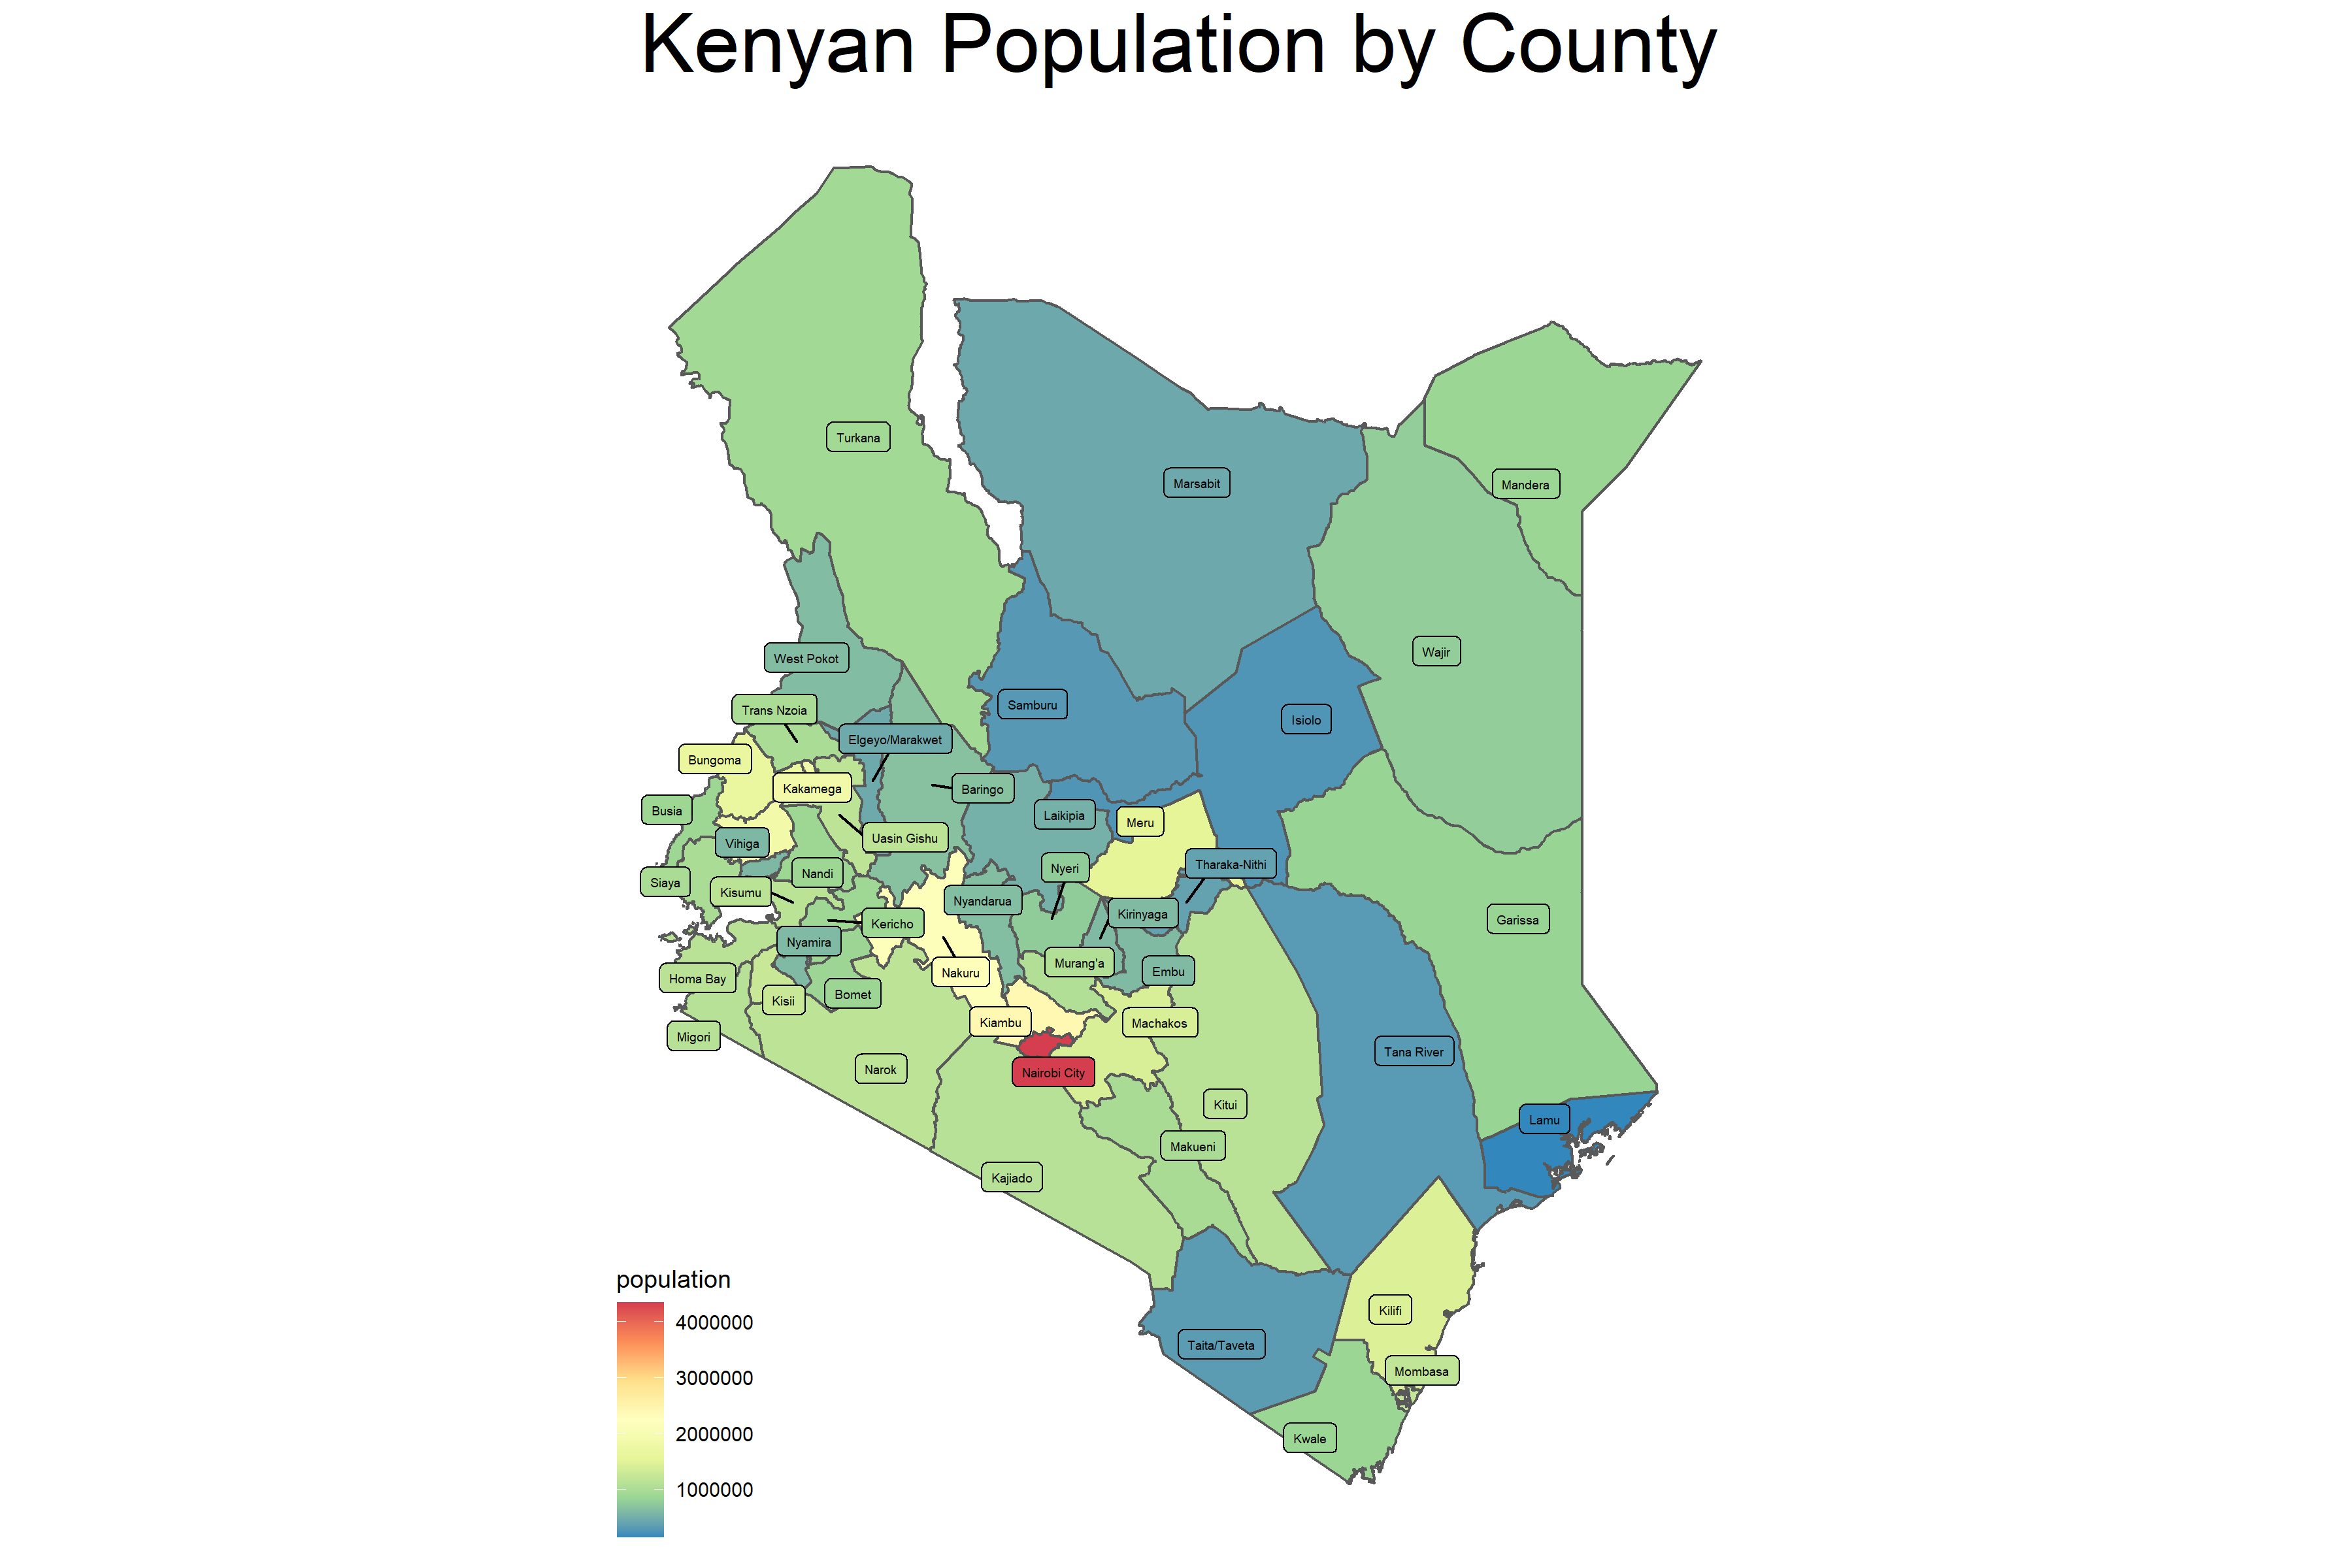 Kenyan Population by County
Turkana
Marsabit
Mandera
Wajir
West Pokot
Samburu
Trans Nzoia
Isiolo
Elgeyo/Marakwet
Bungoma
Kakamega
Baringo
Busia
Laikipia
Meru
Uasin Gishu
Vihiga
Tharaka-Nithi
Nyeri
Nandi
Siaya
Kisumu
Nyandarua
Kirinyaga
Garissa
Kericho
Nyamira
Murang'a
Embu
Nakuru
Homa Bay
Bomet
Kisii
Kiambu
Machakos
Migori
Tana River
Narok
Nairobi City
Kitui
Lamu
Makueni
Kajiado
Kilifi
Taita/Taveta
Mombasa
Kwale
population
4000000
3000000
2000000
1000000